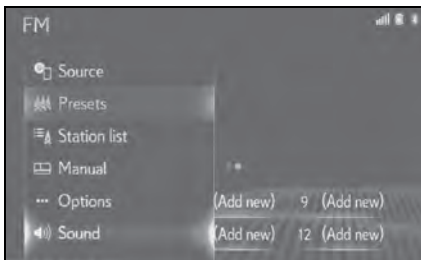 FM
Source
Presets
Station list
Manual
Options
(Add new) 9 (Add new)
Sound
(Add new) 12 (Add new)